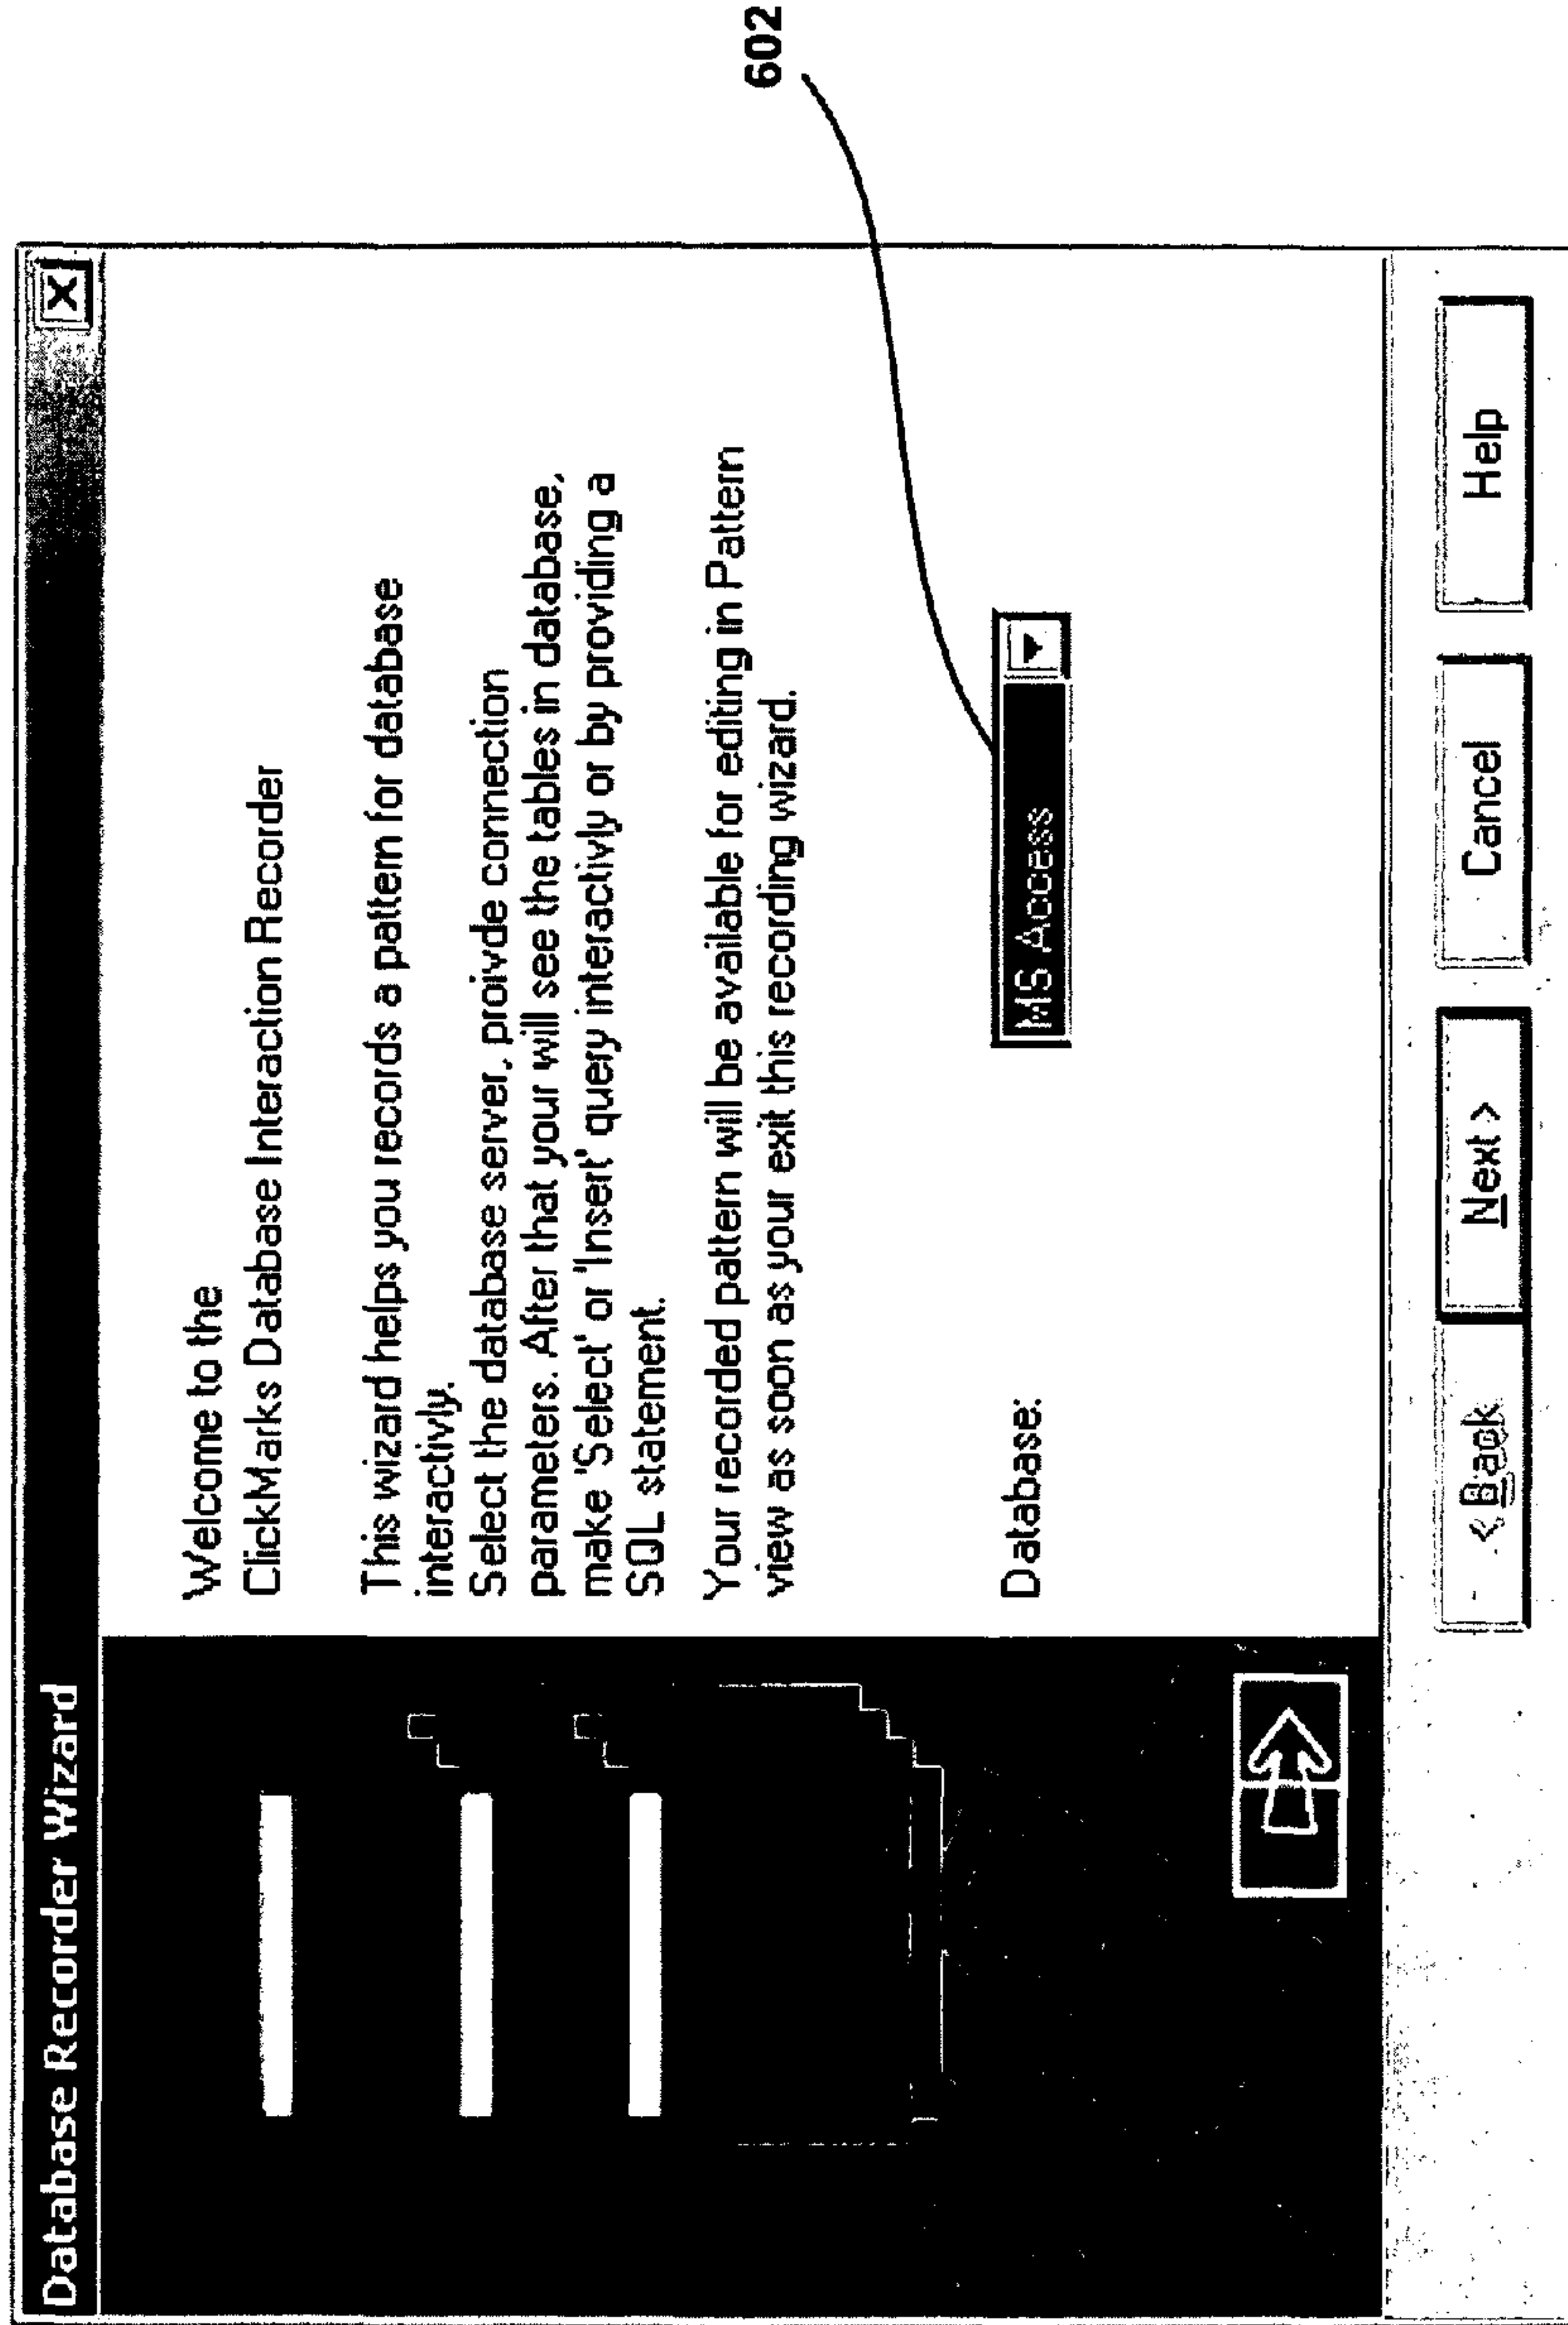 Database Recorder Wizard
Welcome to the
ClickMarks Database Interaction Recorder
This wizard helps you records a pattern for database
interactivly.
Select the database server, proivde connection
parameters. After that your will see the tables in database,
make 'Select' or 'Insert' query interactivly or by providing a
SQL statement.
Your recorded pattern will be available for editing in Pattern
view as soon as your exit this recording wizard.
Database:
MS Access
602
< Back
Next >
Cancel
Help